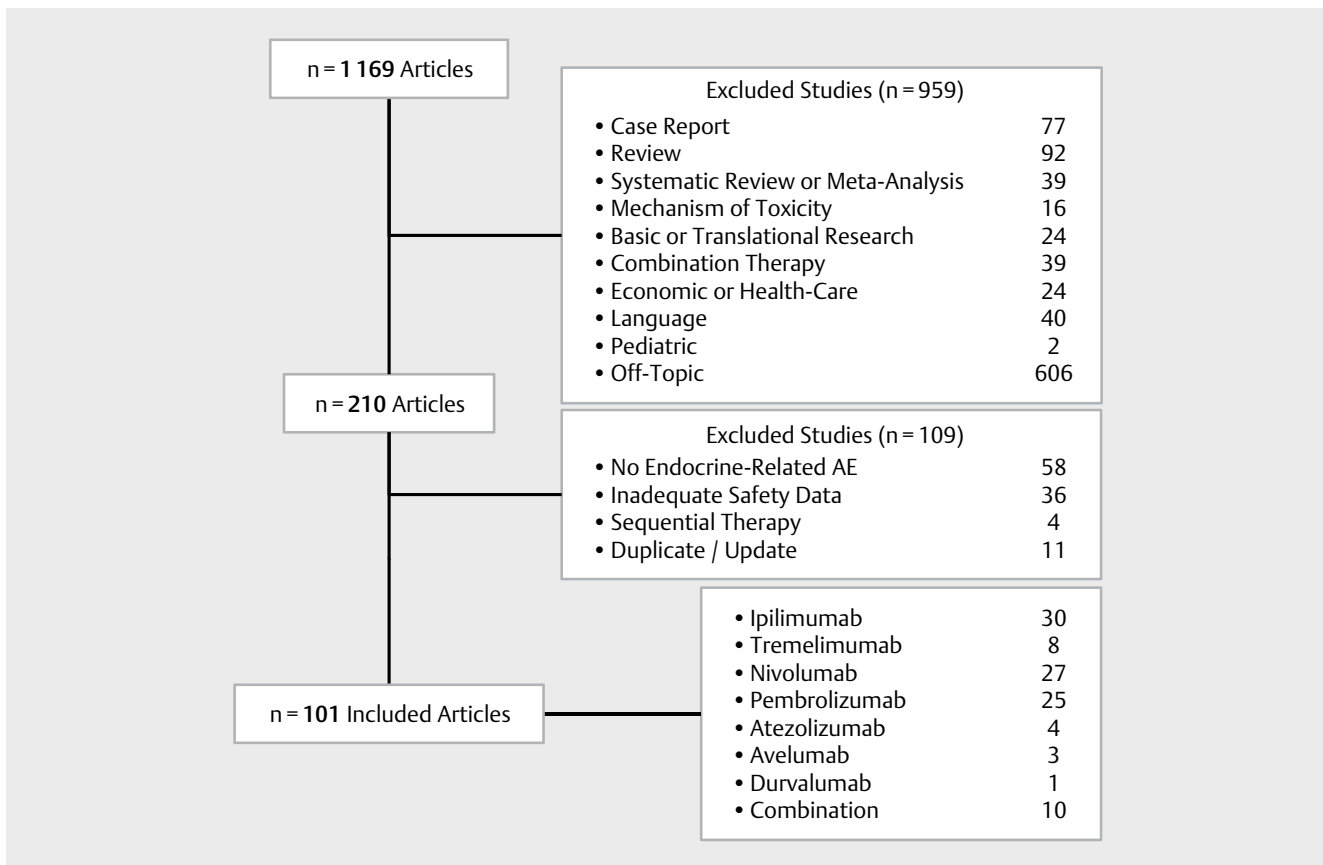 n = 1 169 Articles
Excluded Studies (n = 959)
• Case Report 77
• Review 92
• Systematic Review or Meta-Analysis 39
• Mechanism of Toxicity 16
• Basic or Translational Research 24
• Combination Therapy 39
• Economic or Health-Care 24
• Language 40
• Pediatric 2
• Off-Topic 606
n = 210 Articles
Excluded Studies (n = 109)
• No Endocrine-Related AE 58
• Inadequate Safety Data 36
• Sequential Therapy 4
• Duplicate / Update 11
n = 101 Included Articles
• Ipilimumab 30
• Tremelimumab 8
• Nivolumab 27
• Pembrolizumab 25
• Atezolizumab 4
• Avelumab 3
• Durvalumab 1
• Combination 10